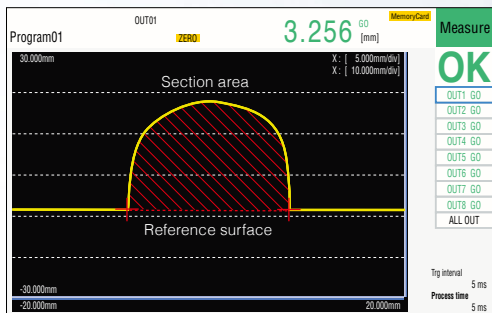 OUT01
MemoryCard
Program01
ZERO
3.256 GO [mm]
Measure
30.000mm
X : [ 5.000mm/div]
X : [ 10.000mm/div]
OK
Section area
OUT1 GO
OUT2 GO
OUT3 GO
OUT4 GO
OUT5 GO
OUT6 GO
OUT7 GO
OUT8 GO
ALL OUT
Reference surface
Trg interval
5 ms
Process time
5 ms
-30.000mm
-20.000mm
20.000mm